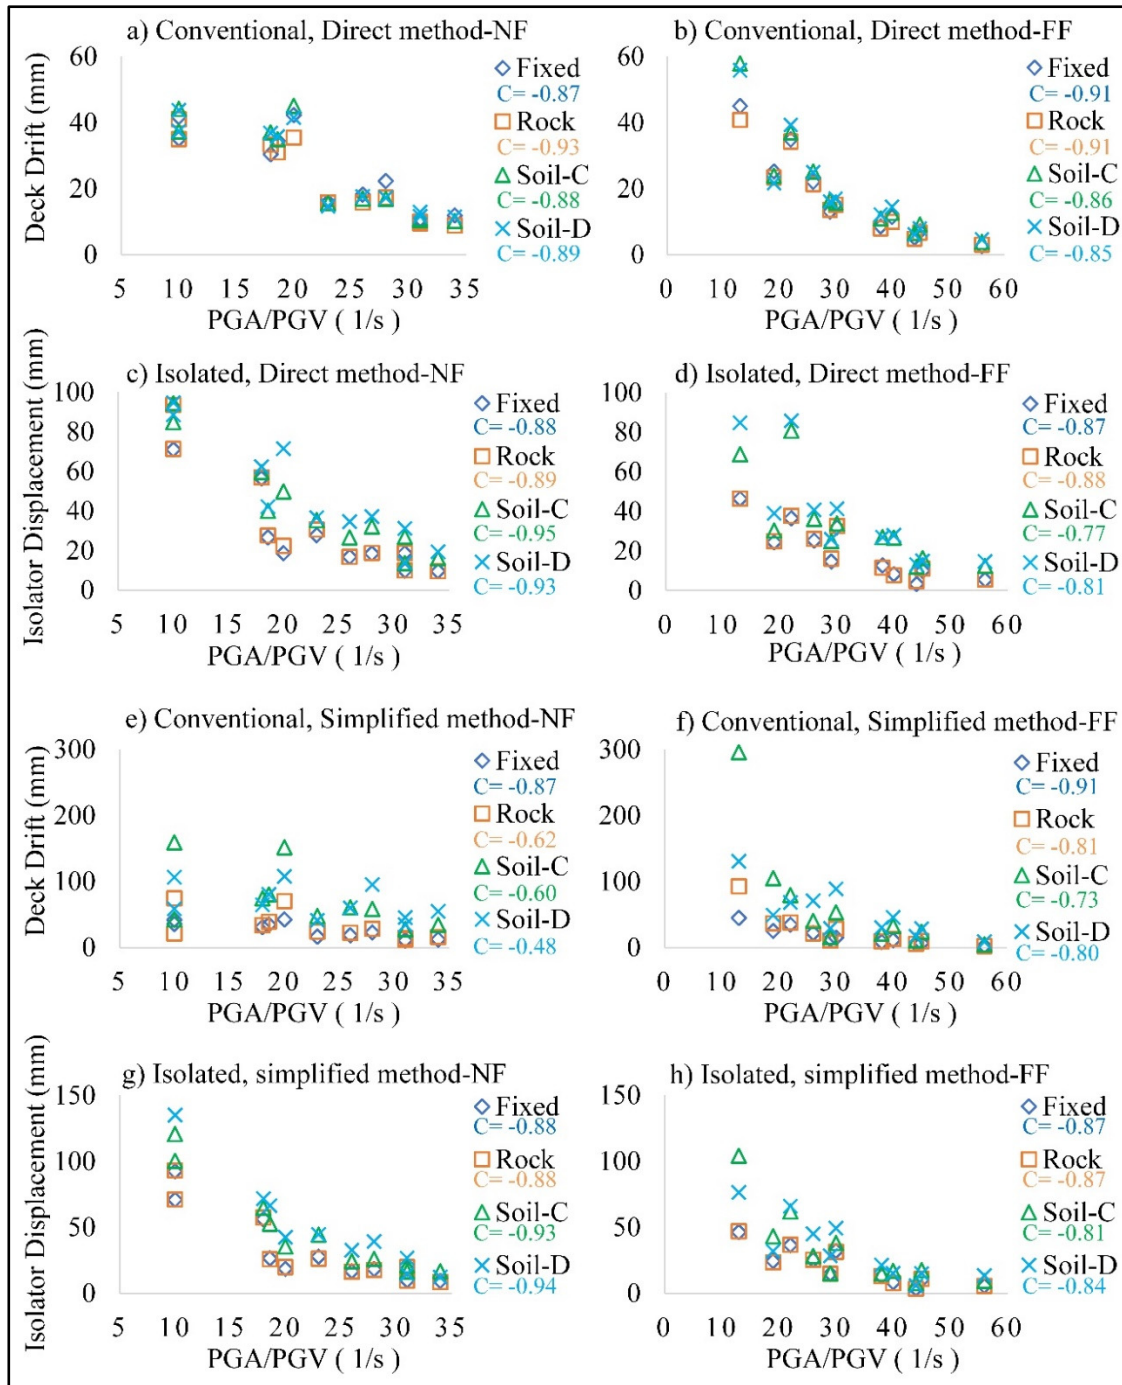 a) Conventional, Direct method-NF
Deck Drift (mm)
60
40
20
0
5 10 15 20 25 30 35
PGA/PGV ( 1/s )
Fixed
C= -0.87
Rock
C= -0.93
Soil-C
C= -0.88
Soil-D
C= -0.89
b) Conventional, Direct method-FF
60
40
20
0
0 10 20 30 40 50 60
PGA/PGV ( 1/s )
Fixed
C= -0.91
Rock
C= -0.91
Soil-C
C= -0.86
Soil-D
C= -0.85
c) Isolated, Direct method-NF
Isolator Displacement (mm)
100
80
60
40
20
0
5 10 15 20 25 30 35
PGA/PGV ( 1/s )
Fixed
C= -0.88
Rock
C= -0.89
Soil-C
C= -0.95
Soil-D
C= -0.93
d) Isolated, Direct method-FF
100
80
60
40
20
0
0 10 20 30 40 50 60
PGA/PGV ( 1/s )
Fixed
C= -0.87
Rock
C= -0.88
Soil-C
C= -0.77
Soil-D
C= -0.81
e) Conventional, Simplified method-NF
Deck Drift (mm)
300
200
100
0
5 10 15 20 25 30 35
PGA/PGV ( 1/s )
Fixed
C= -0.87
Rock
C= -0.62
Soil-C
C= -0.60
Soil-D
C= -0.48
f) Conventional, Simplified method-FF
300
200
100
0
0 10 20 30 40 50 60
PGA/PGV ( 1/s )
Fixed
C= -0.91
Rock
C= -0.81
Soil-C
C= -0.73
Soil-D
C= -0.80
g) Isolated, simplified method-NF
Isolator Displacement (mm)
150
100
50
0
5 10 15 20 25 30 35
PGA/PGV ( 1/s )
Fixed
C= -0.88
Rock
C= -0.88
Soil-C
C= -0.93
Soil-D
C= -0.94
h) Isolated, simplified method-FF
150
100
50
0
0 10 20 30 40 50 60
PGA/PGV ( 1/s )
Fixed
C= -0.87
Rock
C= -0.87
Soil-C
C= -0.81
Soil-D
C= -0.84